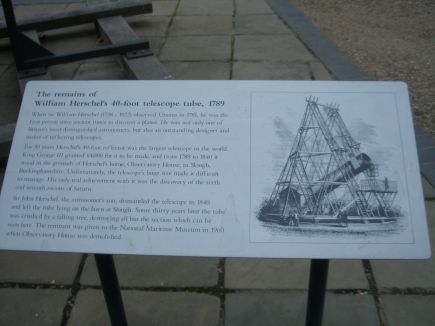 The remains of
William Herschel's 40-foot telescope tube, 1789
When Sir William Herschel (1738 - 1822) observed Uranus in 1781, he was the
first person since ancient times to discover a planet. He was not only one of
Britain's most distinguished astronomers, but also an outstanding designer and
maker of reflecting telescopes.
For 50 years Herschel's 40-foot reflector was the largest telescope in the world.
King George III granted £4,000 for it to be made, and from 1789 to 1840 it
stood in the grounds of Herschel's home, Observatory House, in Slough,
Buckinghamshire. Unfortunately, the telescope's huge size made it difficult
to manage. His only real achievement with it was the discovery of the sixth
and seventh moons of Saturn.
Sir John Herschel, the astronomer's son, dismantled the telescope in 1840
and left the tube lying on the lawn at Slough. Some thirty years later the tube
was crushed by a falling tree, destroying all but the section which can be
seen here. The remnant was given to the National Maritime Museum in 1960
when Observatory House was demolished.